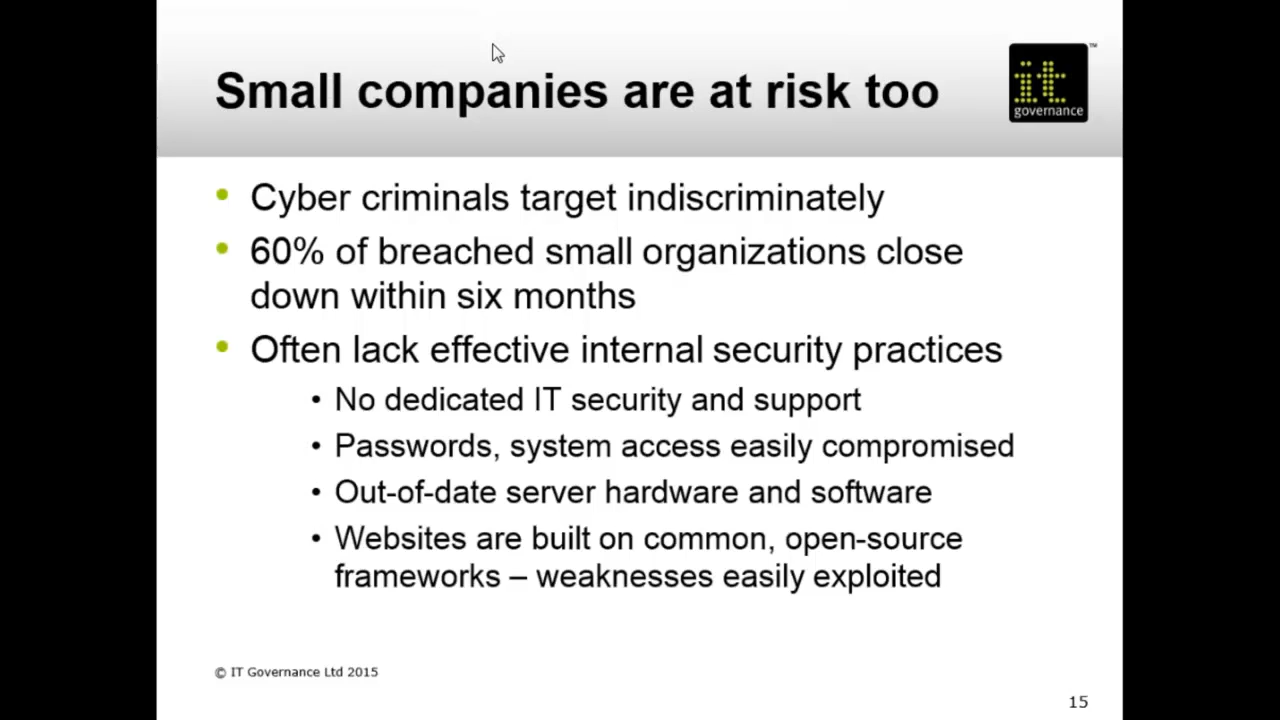 Small companies are at risk too
it
governance
™
• Cyber criminals target indiscriminately
• 60% of breached small organizations close
down within six months
• Often lack effective internal security practices
• No dedicated IT security and support
• Passwords, system access easily compromised
• Out-of-date server hardware and software
• Websites are built on common, open-source
frameworks – weaknesses easily exploited
© IT Governance Ltd 2015
15